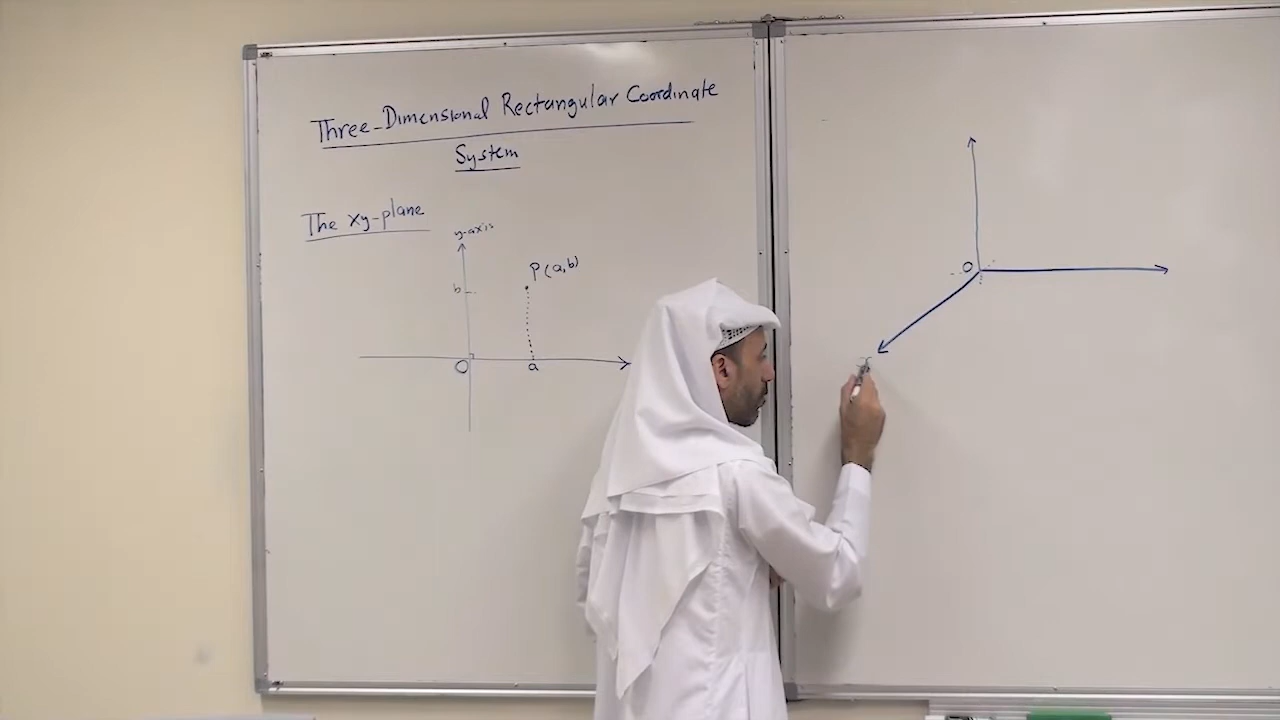 Three-Dimensional Rectangular Coordinate
System
The xy-plane
y-axis
P(a,b)
b
O
a
O